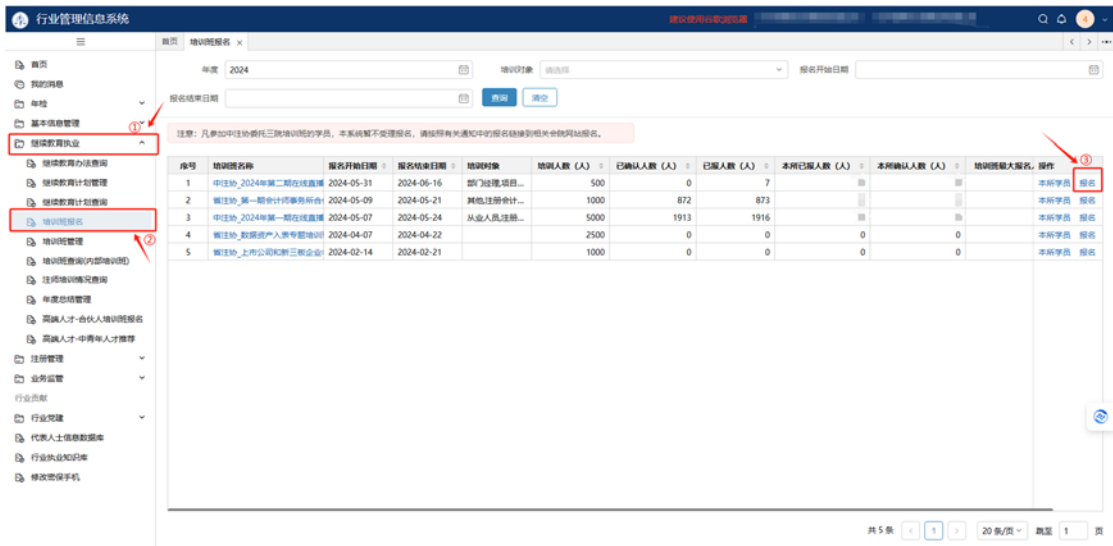 行业管理信息系统
建议使用谷歌浏览器
4
首页 培训班报名 ×
首页
我的消息
年检
基本信息管理
继续教育执业
继续教育办法查询
继续教育计划管理
继续教育计划查询
培训班报名
培训班管理
培训班查询(内部培训班)
注师培训情况查询
年度总结管理
高端人才-合伙人培训班报名
高端人才-中青年人才推荐
注册管理
业务监管
行业贡献
行业党建
代表人士信息数据库
行业执业知识库
修改密保手机
①
②
③
年度 2024 培训对象 请选择 报名开始日期
报名结束日期 查询 清空
注意：凡参加中注协委托三院培训班的学员，本系统暂不受理报名，请按照有关通知中的报名链接到相关会院网站报名。
序号 培训班名称 报名开始日期 报名结束日期 培训对象 培训人数（人） 已确认人数（人） 已报人数（人） 本所已报人数（人） 本所确认人数（人） 培训班最大报名, 操作
1 中注协_2024年第二期在线直播 2024-05-31 2024-06-16 部门经理,项目... 500 0 7 本所学员 报名
2 省注协_第一期会计师事务所合 2024-05-09 2024-05-21 其他,注册会计... 1000 872 873 本所学员 报名
3 中注协_2024年第一期在线直播 2024-05-07 2024-05-24 从业人员,注册... 5000 1913 1916 本所学员 报名
4 省注协_数据资产入表专题培训 2024-04-07 2024-04-22 2500 0 0 0 0 本所学员 报名
5 省注协_上市公司和新三板企业 2024-02-14 2024-02-21 1000 0 0 0 0 本所学员 报名
共 5 条 < 1 > 20 条/页 跳至 1 页